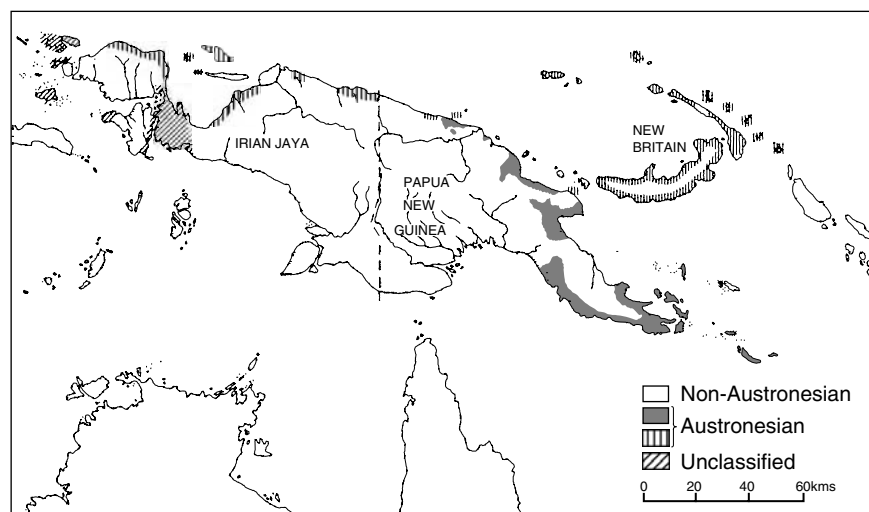 NEW
BRITAIN
IRIAN JAYA
PAPUA
NEW
GUINEA
Non-Austronesian
Austronesian
Unclassified
0 20 40 60kms